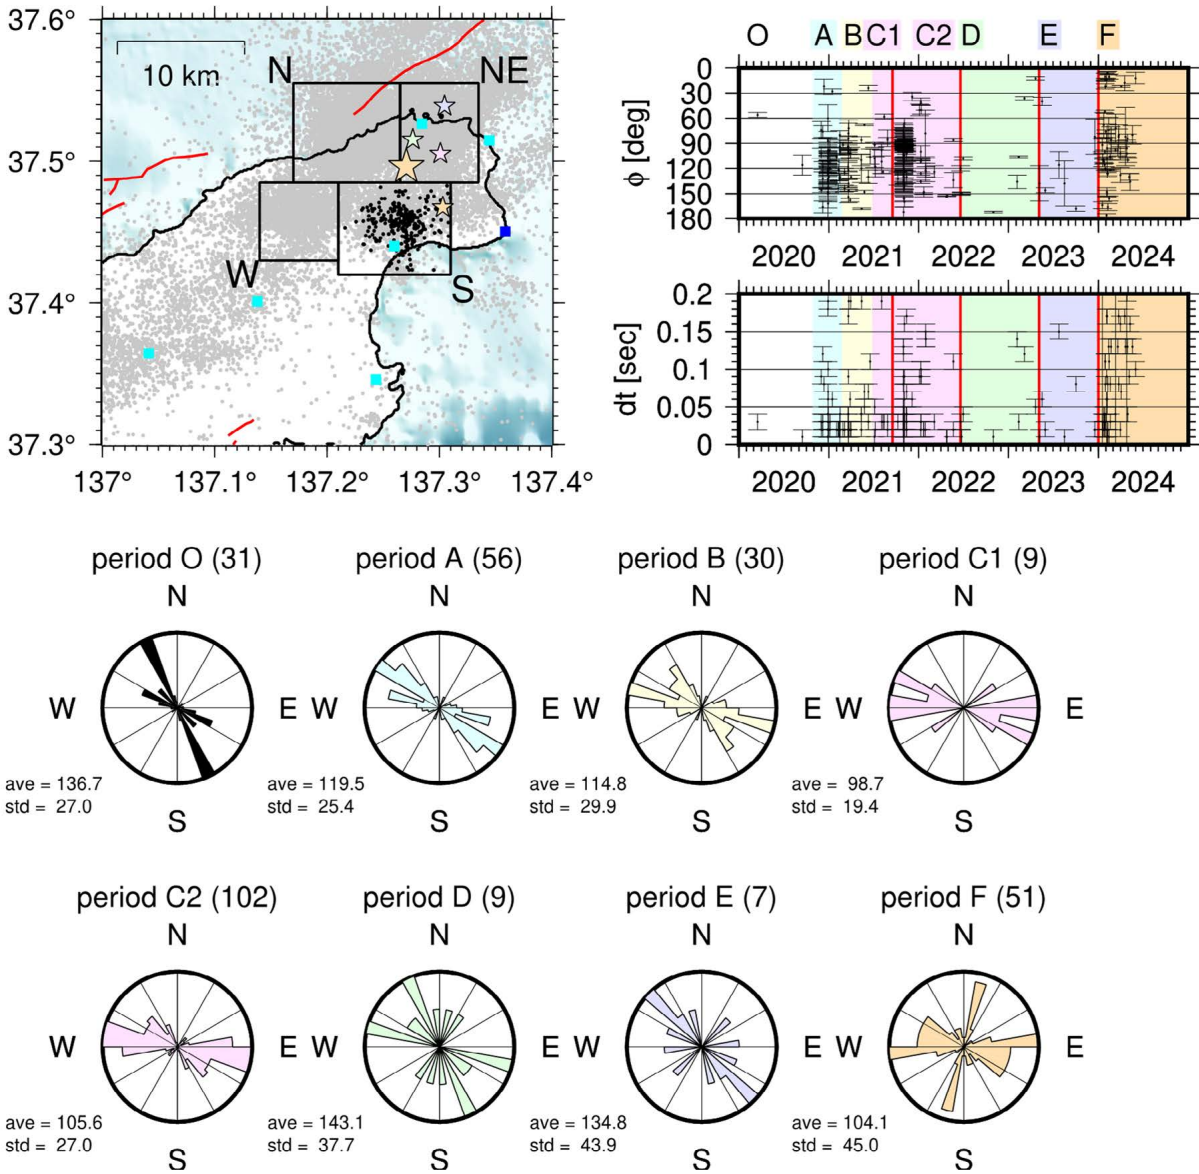 37.6°
37.5°
37.4°
37.3°
137° 137.1° 137.2° 137.3° 137.4°
10 km
N NE
W S
O A B C1 C2 D E F
ϕ [deg]
0
30
60
90
120
150
180
2020 2021 2022 2023 2024
dt [sec]
0.2
0.15
0.1
0.05
0
2020 2021 2022 2023 2024
period O (31) period A (56) period B (30) period C1 (9)
N N N N
W E W E W E W E
ave = 136.7 ave = 119.5 ave = 114.8 ave = 98.7
std = 27.0 std = 25.4 std = 29.9 std = 19.4
S S S S
period C2 (102) period D (9) period E (7) period F (51)
N N N N
W E W E W E W E
ave = 105.6 ave = 143.1 ave = 134.8 ave = 104.1
std = 27.0 std = 37.7 std = 43.9 std = 45.0
S S S S